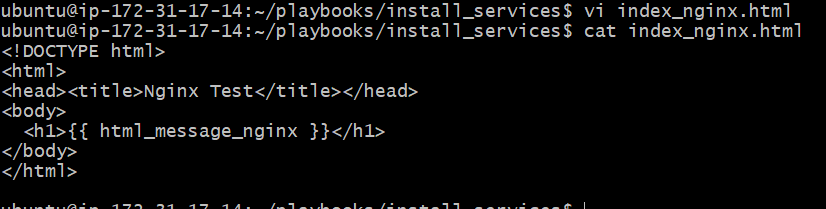 ubuntu@ip-172-31-17-14:~/playbooks/install_services$ vi index_nginx.html
ubuntu@ip-172-31-17-14:~/playbooks/install_services$ cat index_nginx.html
<!DOCTYPE html>
<html>
<head><title>Nginx Test</title></head>
<body>
  <h1>{{ html_message_nginx }}</h1>
</body>
</html>

ubuntu@ip-172-31-17-14:~/playbooks/install_services$